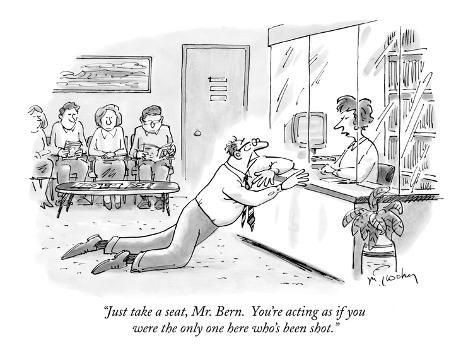 “Just take a seat, Mr. Bern. You’re acting as if you
were the only one here who’s been shot.”